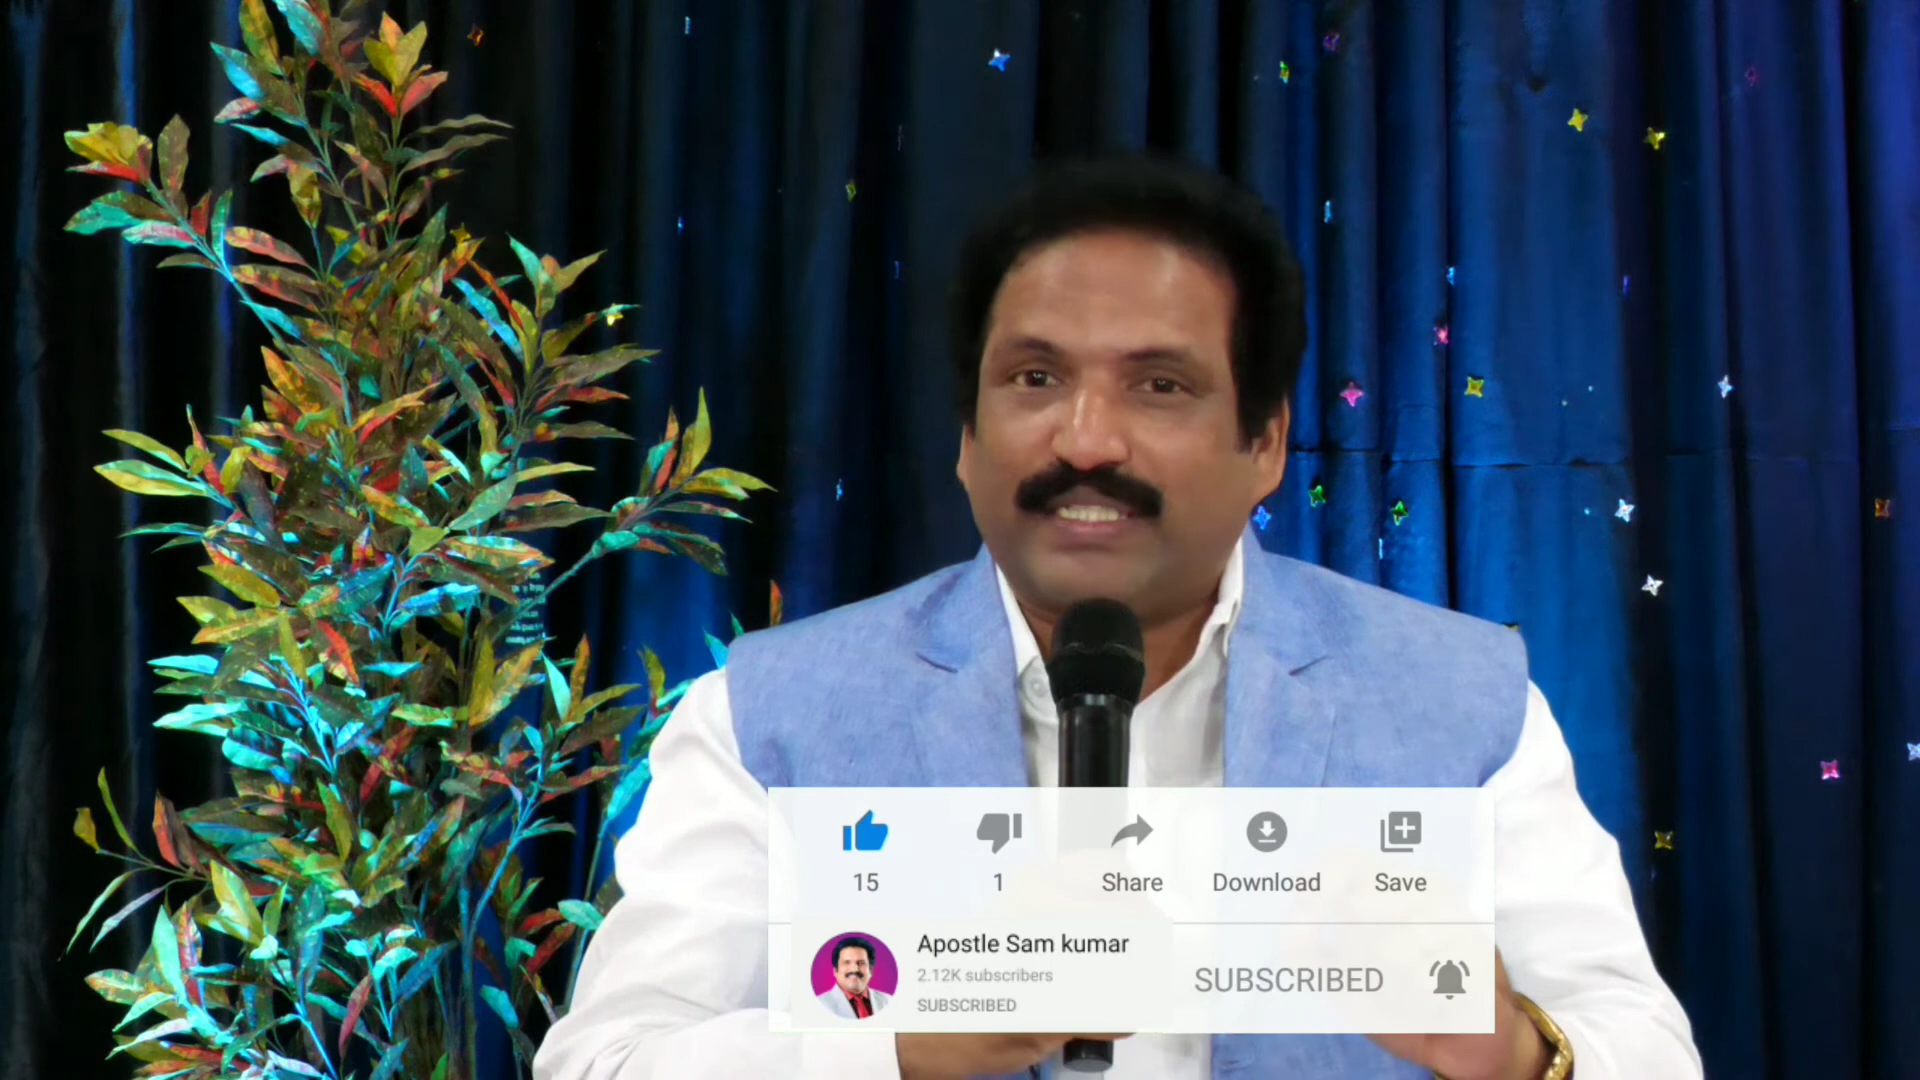 15
1
Share
Download
Save
Apostle Sam kumar
2.12K subscribers
SUBSCRIBED
SUBSCRIBED